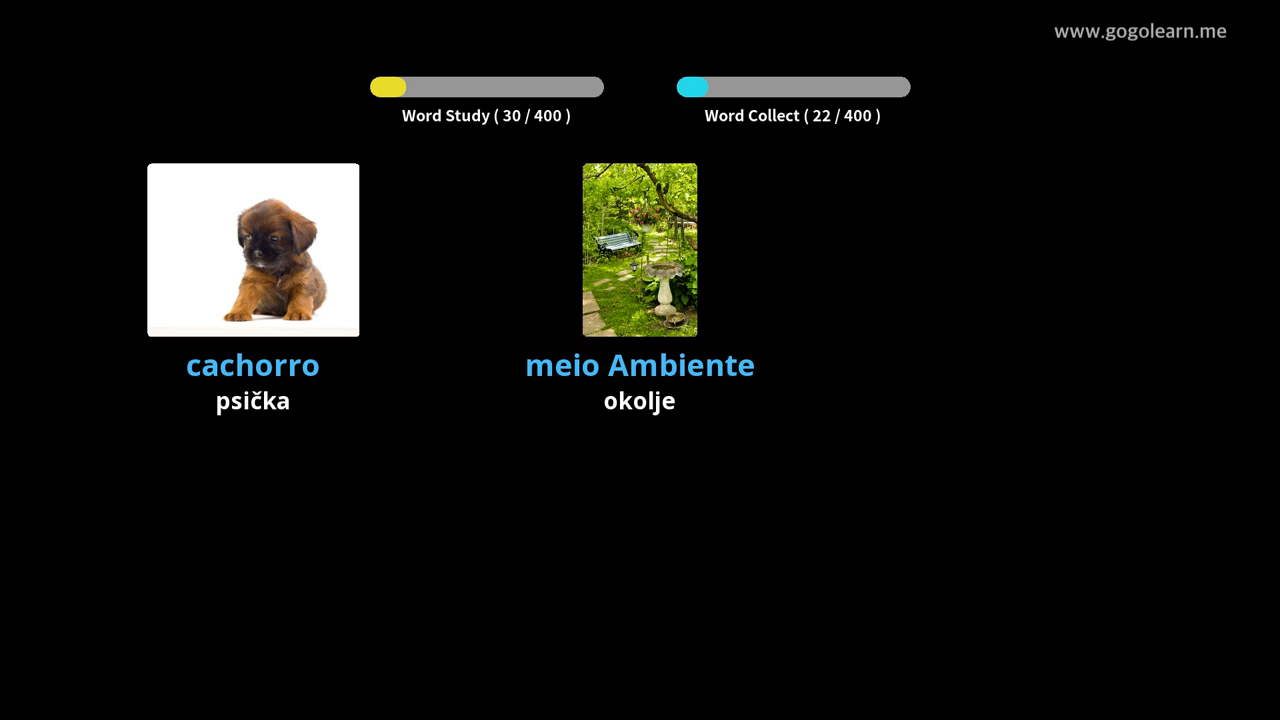 www.gogolearn.me
Word Study ( 30 / 400 )
Word Collect ( 22 / 400 )
cachorro
psička
meio Ambiente
okolje